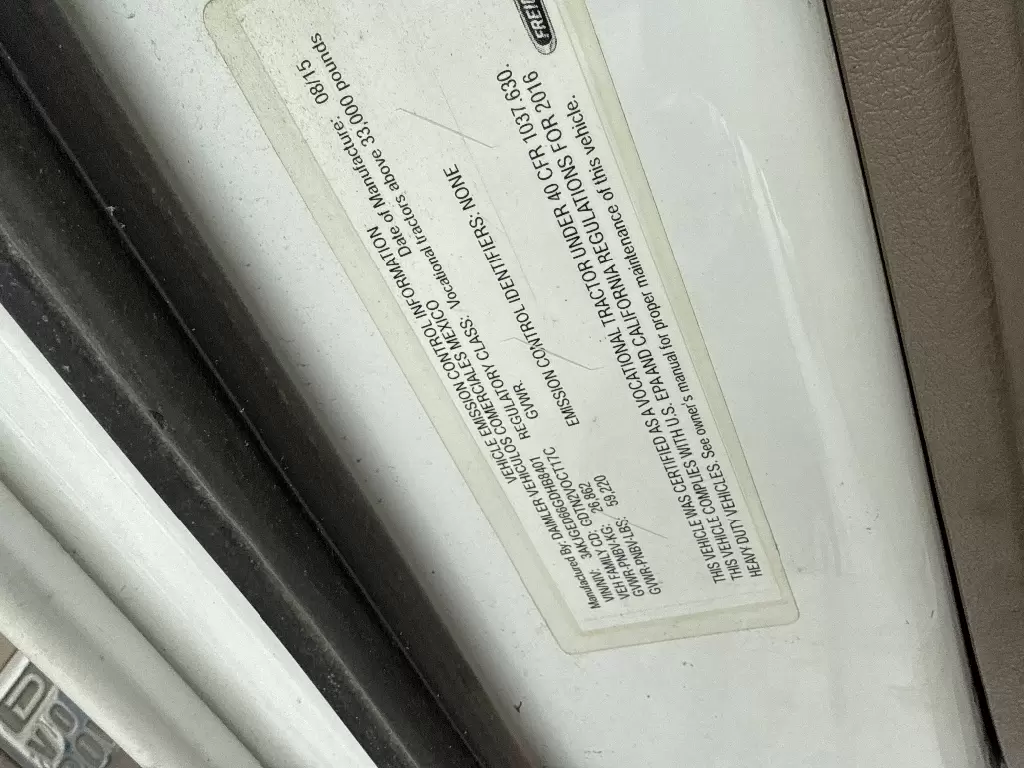 FREI
VEHICLE EMISSION CONTROL INFORMATION
Manufactured By: DAIMLER VEHICULOS COMERCIALES MEXICO Date of Manufacture: 08/15
VIN/NIV: REGULATORY CLASS: Vocational tractors above 33,000 pounds
VEH FAMILY CD: GDTNE2VOCT7C GVWR:
GVWR-PNBV-KG: 26,862
GVWR-PNBV-LBS: 59,220
EMISSION CONTROL IDENTIFIERS: NONE
THIS VEHICLE WAS CERTIFIED AS A VOCATIONAL TRACTOR UNDER 40 CFR 1037.630.
THIS VEHICLE COMPLIES WITH U.S. EPA AND CALIFORNIA REGULATIONS FOR 2016
HEAVY DUTY VEHICLES. See owner's manual for proper maintenance of this vehicle.